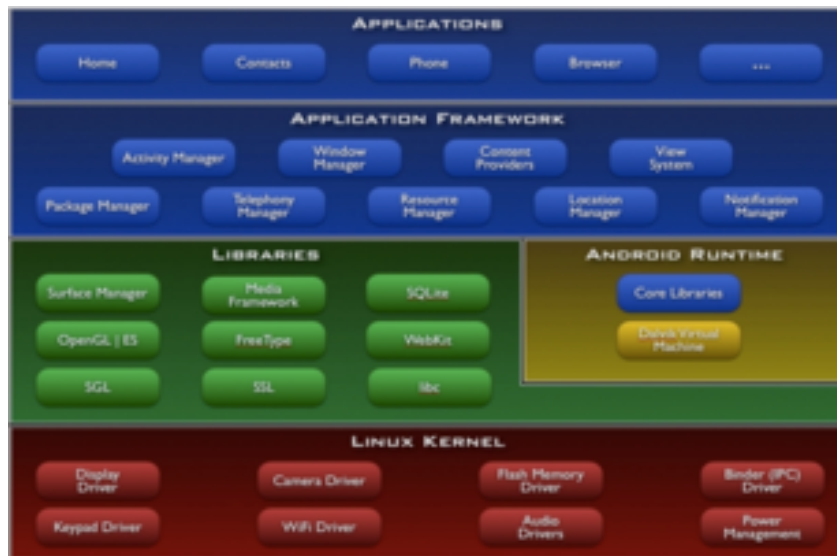 APPLICATIONS
Home Contacts Phone Browser ...
APPLICATION FRAMEWORK
Activity Manager Window Manager Content Providers View System
Package Manager Telephony Manager Resource Manager Location Manager Notification Manager
LIBRARIES
Surface Manager Media Framework SQLite
OpenGL | ES FreeType WebKit
SGL SSL libc
ANDROID RUNTIME
Core Libraries
Dalvik Virtual Machine
LINUX KERNEL
Display Driver Camera Driver Flash Memory Driver Binder (IPC) Driver
Keypad Driver WiFi Driver Audio Drivers Power Management